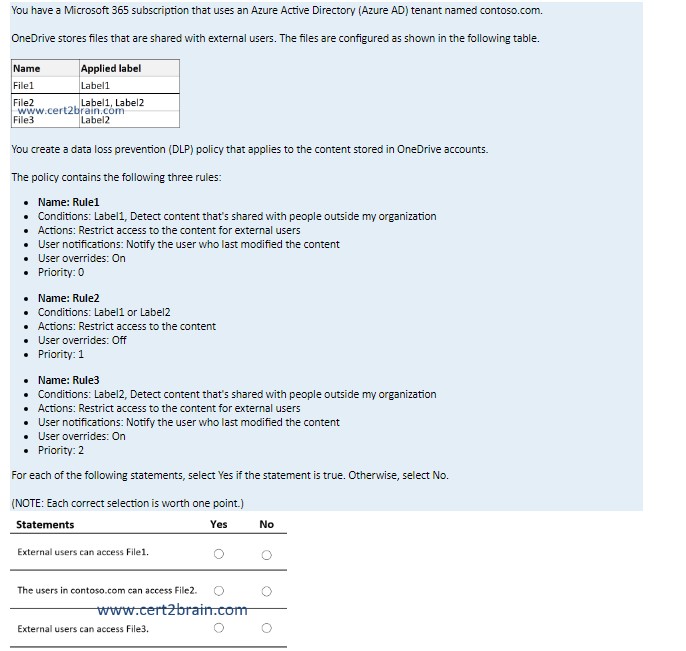 You have a Microsoft 365 subscription that uses an Azure Active Directory (Azure AD) tenant named contoso.com.
OneDrive stores files that are shared with external users. The files are configured as shown in the following table.
Name Applied label
File1 Label1
File2 Label1, Label2
www.cert2brain.com
File3 Label2
You create a data loss prevention (DLP) policy that applies to the content stored in OneDrive accounts.
The policy contains the following three rules:
• Name: Rule1
• Conditions: Label1, Detect content that's shared with people outside my organization
• Actions: Restrict access to the content for external users
• User notifications: Notify the user who last modified the content
• User overrides: On
• Priority: 0
• Name: Rule2
• Conditions: Label1 or Label2
• Actions: Restrict access to the content
• User overrides: Off
• Priority: 1
• Name: Rule3
• Conditions: Label2, Detect content that's shared with people outside my organization
• Actions: Restrict access to the content for external users
• User notifications: Notify the user who last modified the content
• User overrides: On
• Priority: 2
For each of the following statements, select Yes if the statement is true. Otherwise, select No.
(NOTE: Each correct selection is worth one point.)
Statements Yes No
External users can access File1.
The users in contoso.com can access File2.
www.cert2brain.com
External users can access File3.